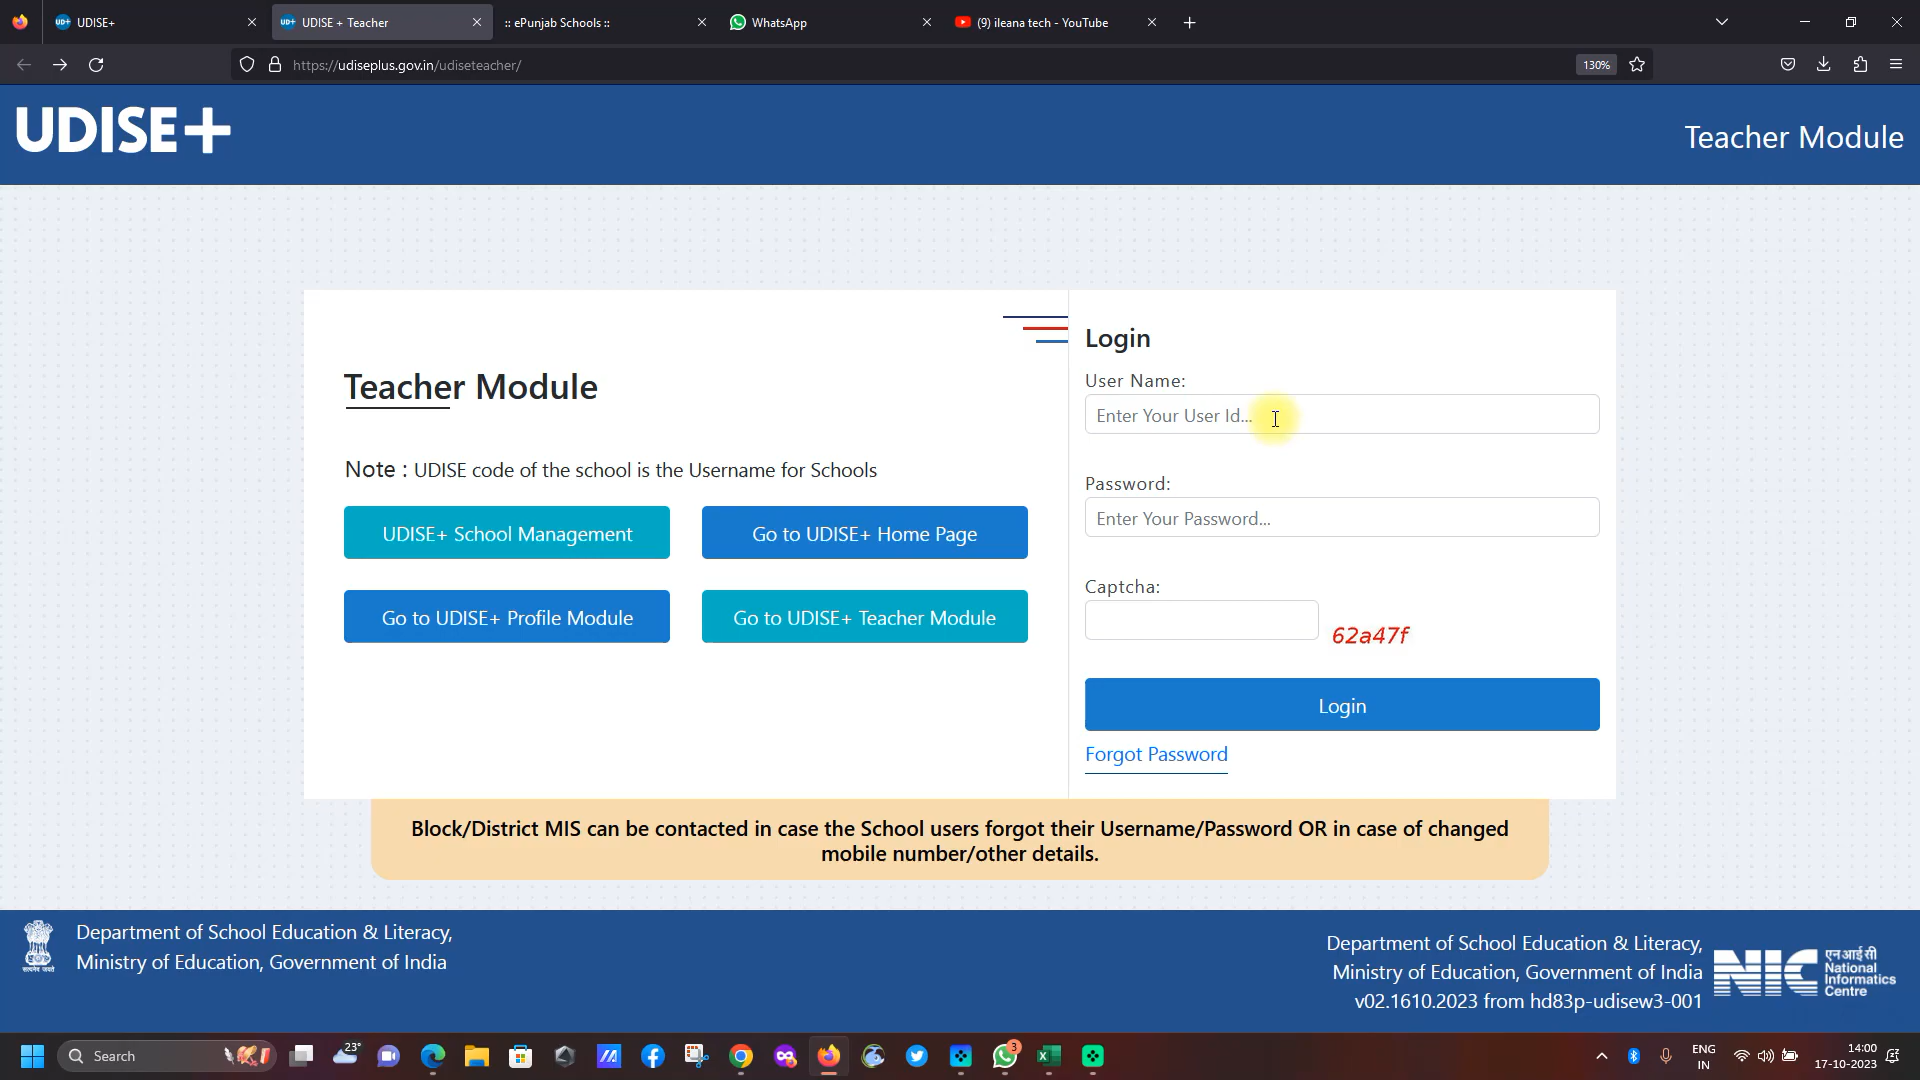 UDISE+
UDISE + Teacher
:: ePunjab Schools ::
WhatsApp
(9) ileana tech - YouTube
https://udiseplus.gov.in/udiseteacher/
130%
UDISE+
Teacher Module
Teacher Module
Note : UDISE code of the school is the Username for Schools
UDISE+ School Management
Go to UDISE+ Home Page
Go to UDISE+ Profile Module
Go to UDISE+ Teacher Module
Login
User Name:
Enter Your User Id...
Password:
Enter Your Password...
Captcha:
62a47f
Login
Forgot Password
Block/District MIS can be contacted in case the School users forgot their Username/Password OR in case of changed
mobile number/other details.
सत्यमेव जयते
Department of School Education & Literacy,
Ministry of Education, Government of India
Department of School Education & Literacy,
Ministry of Education, Government of India
v02.1610.2023 from hd83p-udisew3-001
NIC
एन आई सी
National
Informatics
Centre
Search
23°
3
ENG
IN
14:00
17-10-2023